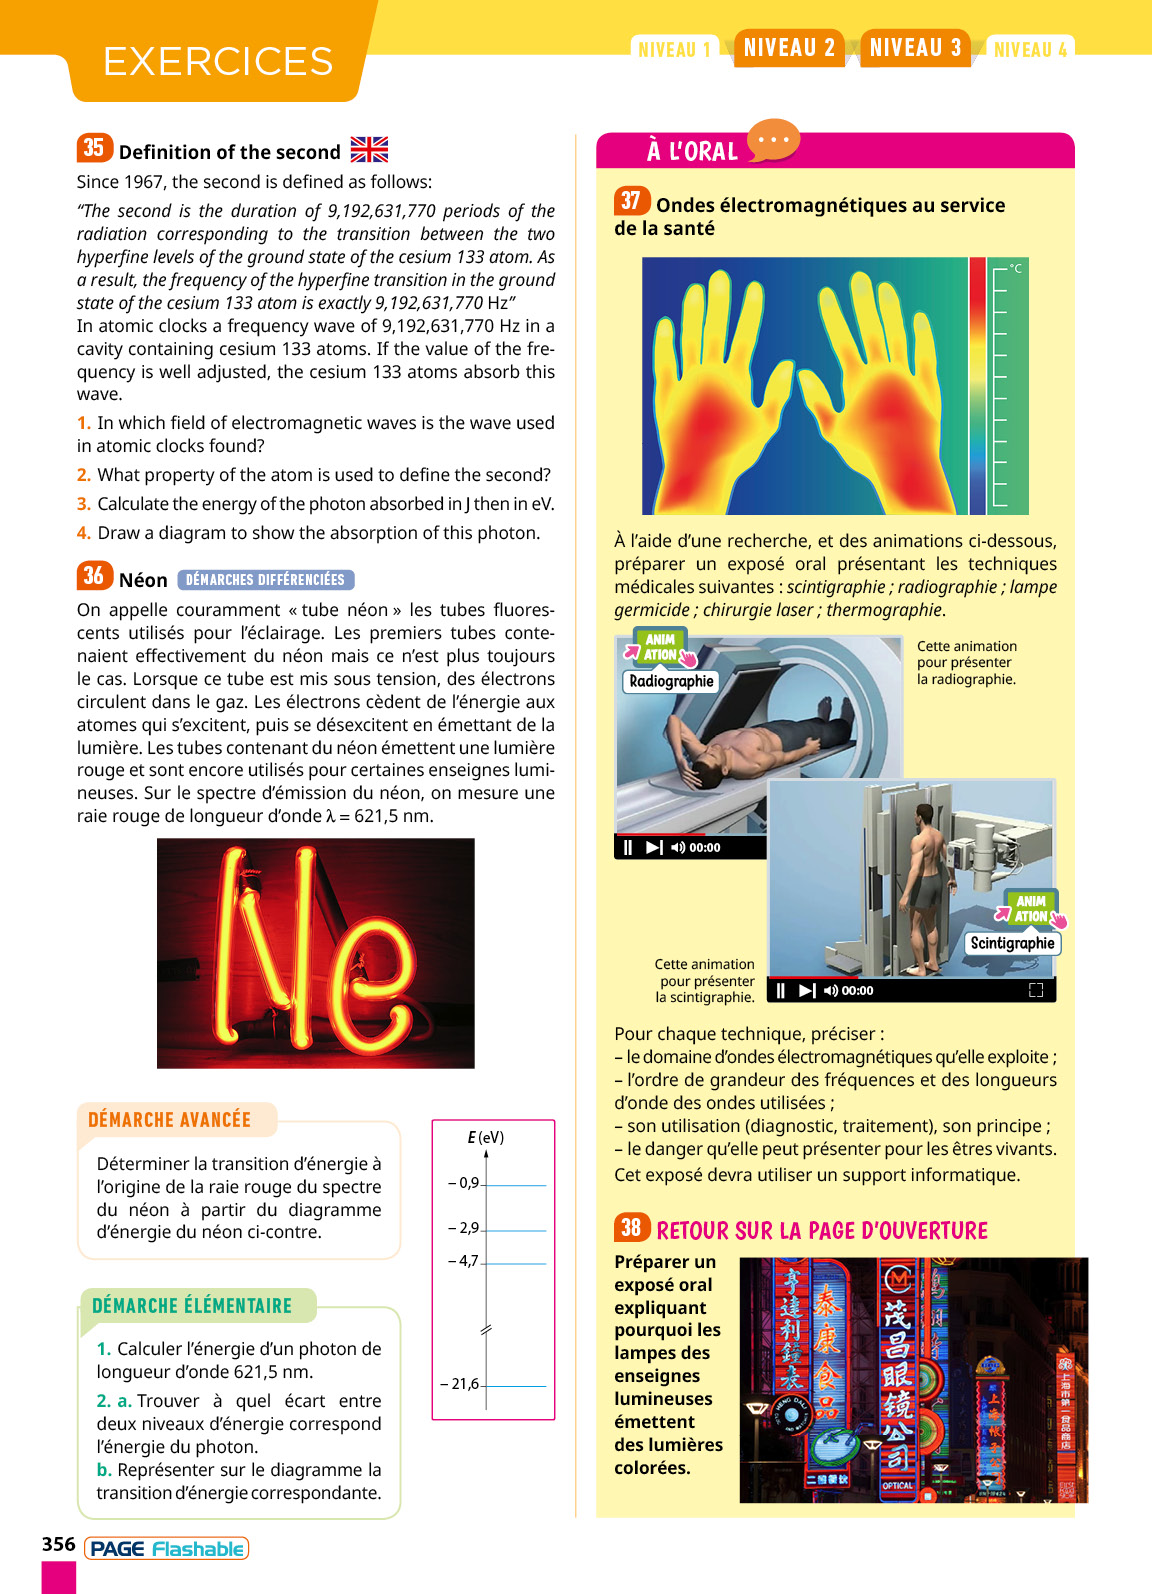 EXERCICES
NIVEAU 1
NIVEAU 2
NIVEAU 3
NIVEAU 4
35 Definition of the second
Since 1967, the second is defined as follows:
“The second is the duration of 9,192,631,770 periods of the
radiation corresponding to the transition between the two
hyperfine levels of the ground state of the cesium 133 atom. As
a result, the frequency of the hyperfine transition in the ground
state of the cesium 133 atom is exactly 9,192,631,770 Hz”
In atomic clocks a frequency wave of 9,192,631,770 Hz in a
cavity containing cesium 133 atoms. If the value of the fre-
quency is well adjusted, the cesium 133 atoms absorb this
wave.
1. In which field of electromagnetic waves is the wave used
in atomic clocks found?
2. What property of the atom is used to define the second?
3. Calculate the energy of the photon absorbed in J then in eV.
4. Draw a diagram to show the absorption of this photon.
36 Néon DÉMARCHES DIFFÉRENCIÉES
On appelle couramment « tube néon » les tubes fluores-
cents utilisés pour l’éclairage. Les premiers tubes conte-
naient effectivement du néon mais ce n’est plus toujours
le cas. Lorsque ce tube est mis sous tension, des électrons
circulent dans le gaz. Les électrons cèdent de l’énergie aux
atomes qui s’excitent, puis se désexcitent en émettant de la
lumière. Les tubes contenant du néon émettent une lumière
rouge et sont encore utilisés pour certaines enseignes lumi-
neuses. Sur le spectre d’émission du néon, on mesure une
raie rouge de longueur d’onde λ = 621,5 nm.
Ne
DÉMARCHE AVANCÉE
Déterminer la transition d’énergie à
l’origine de la raie rouge du spectre
du néon à partir du diagramme
d’énergie du néon ci-contre.
E (eV)
– 0,9
– 2,9
– 4,7
– 21,6
DÉMARCHE ÉLÉMENTAIRE
1. Calculer l’énergie d’un photon de
longueur d’onde 621,5 nm.
2. a. Trouver à quel écart entre
deux niveaux d’énergie correspond
l’énergie du photon.
b. Représenter sur le diagramme la
transition d’énergie correspondante.
À L’ORAL
37 Ondes électromagnétiques au service
de la santé
°C
À l’aide d’une recherche, et des animations ci-dessous,
préparer un exposé oral présentant les techniques
médicales suivantes : scintigraphie ; radiographie ; lampe
germicide ; chirurgie laser ; thermographie.
ANIM
ATION
Radiographie
Cette animation
pour présenter
la radiographie.
00:00
ANIM
ATION
Scintigraphie
Cette animation
pour présenter
la scintigraphie.
00:00
Pour chaque technique, préciser :
– le domaine d’ondes électromagnétiques qu’elle exploite ;
– l’ordre de grandeur des fréquences et des longueurs
d’onde des ondes utilisées ;
– son utilisation (diagnostic, traitement), son principe ;
– le danger qu’elle peut présenter pour les êtres vivants.
Cet exposé devra utiliser un support informatique.
38 RETOUR SUR LA PAGE D’OUVERTURE
Préparer un
exposé oral
expliquant
pourquoi les
lampes des
enseignes
lumineuses
émettent
des lumières
colorées.
亨達利鐘表
泰康食品
M
茂昌眼鏡公司
OPTICAL
HENG DA LI
356 PAGE Flashable